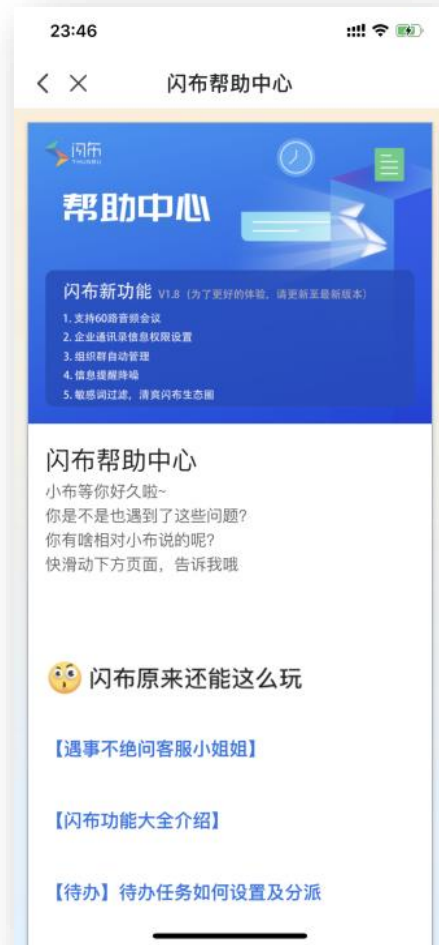 23:46
闪布帮助中心
闪布
THUNBU
帮助中心
闪布新功能 V1.8（为了更好的体验，请更新至最新版本）
1. 支持60路音频会议
2. 企业通讯录信息权限设置
3. 组织群自动管理
4. 信息提醒降噪
5. 敏感词过滤，清爽闪布生态圈
闪布帮助中心
小布等你好久啦~
你是不是也遇到了这些问题?
你有啥相对小布说的呢?
快滑动下方页面，告诉我哦
闪布原来还能这么玩
【遇事不绝问客服小姐姐】
【闪布功能大全介绍】
【待办】待办任务如何设置及分派